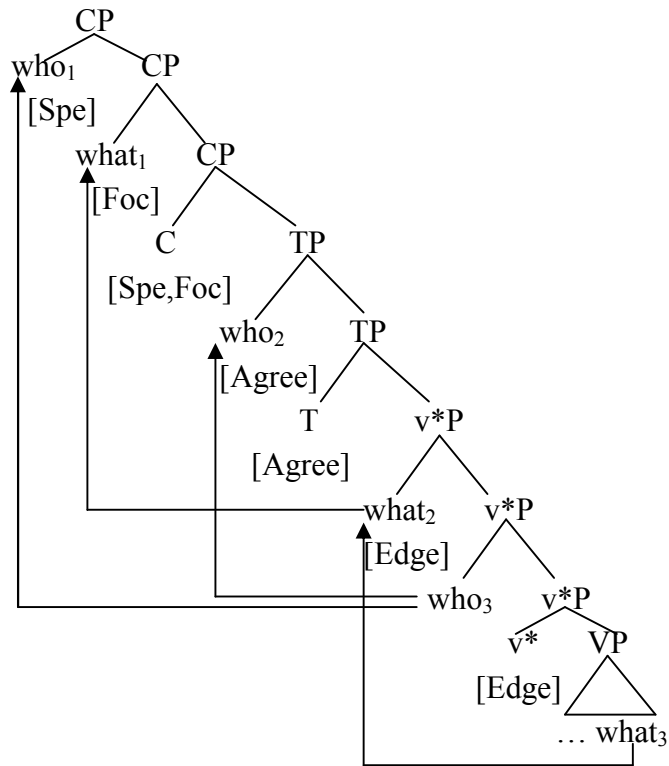 CP
who₁ CP
[Spe]
what₁ CP
[Foc]
C TP
[Spe,Foc]
who₂ TP
[Agree]
T v*P
[Agree]
what₂ v*P
[Edge]
who₃ v*P
v* VP
[Edge]
… what₃